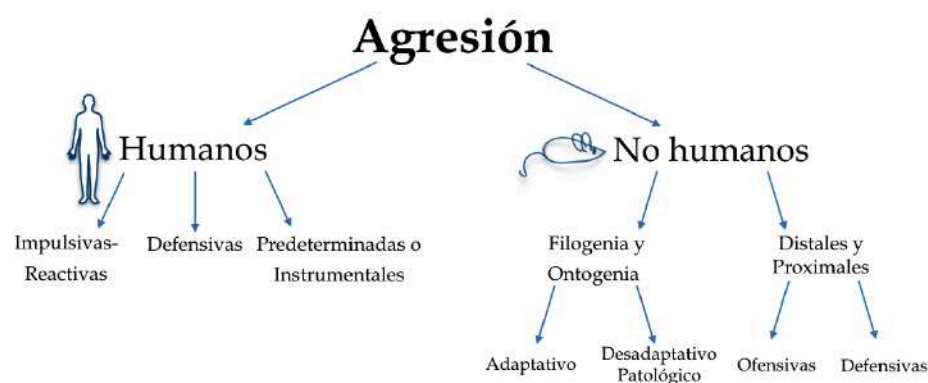 Agresión
Humanos
No humanos
Impulsivas-
Reactivas
Defensivas
Predeterminadas o
Instrumentales
Filogenia y
Ontogenia
Distales y
Proximales
Adaptativo
Desadaptativo
Patológico
Ofensivas
Defensivas